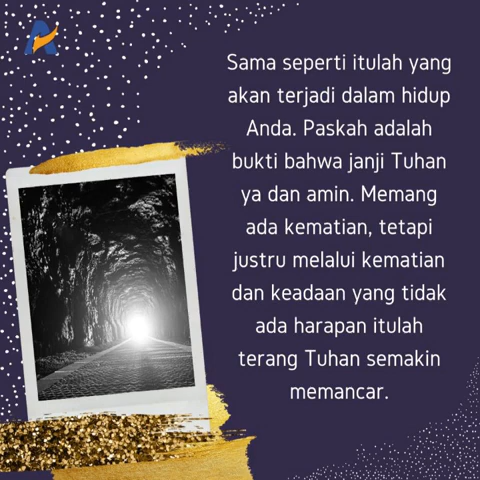 Sama seperti itulah yang
akan terjadi dalam hidup
Anda. Paskah adalah
bukti bahwa janji Tuhan
ya dan amin. Memang
ada kematian, tetapi
justru melalui kematian
dan keadaan yang tidak
ada harapan itulah
terang Tuhan semakin
memancar.